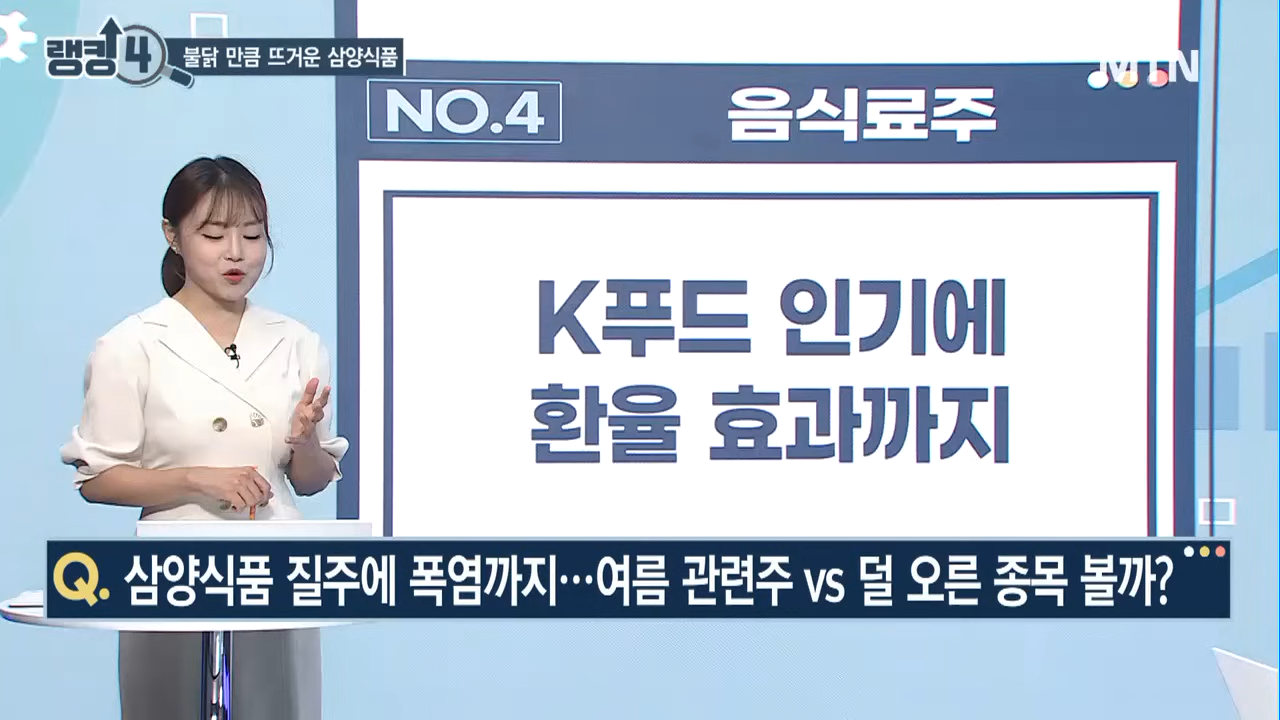 랭킹4
불닭 만큼 뜨거운 삼양식품
MTN
NO.4
음식료주
K푸드 인기에
환율 효과까지
Q. 삼양식품 질주에 폭염까지…여름 관련주 vs 덜 오른 종목 볼까?